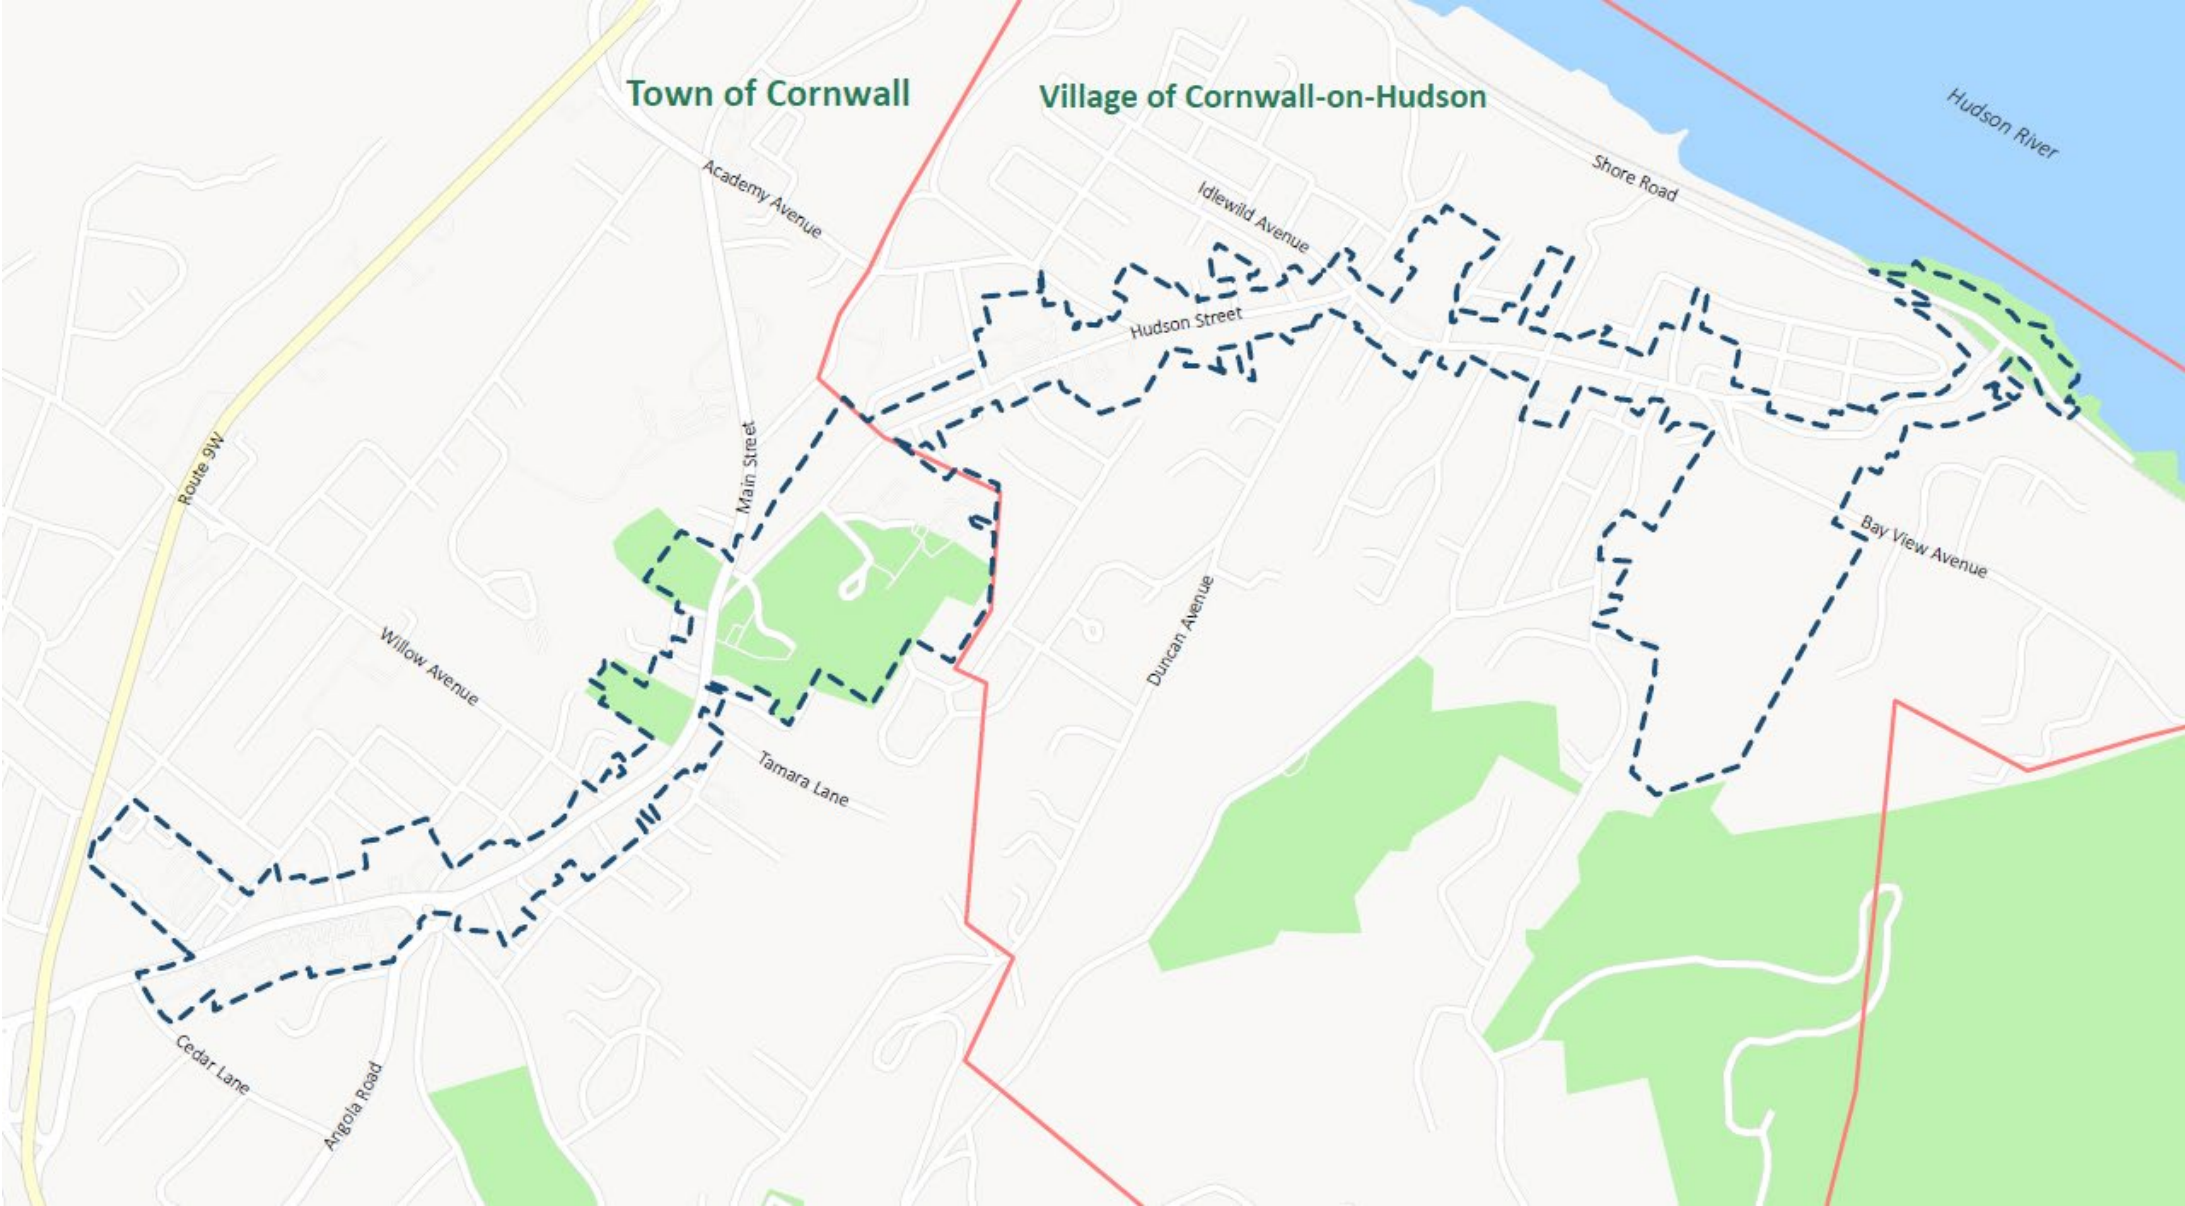 Town of Cornwall
Village of Cornwall-on-Hudson
Hudson River
Shore Road
Academy Avenue
Idlewild Avenue
Hudson Street
Main Street
Route 9W
Bay View Avenue
Duncan Avenue
Willow Avenue
Tamara Lane
Cedar Lane
Angola Road